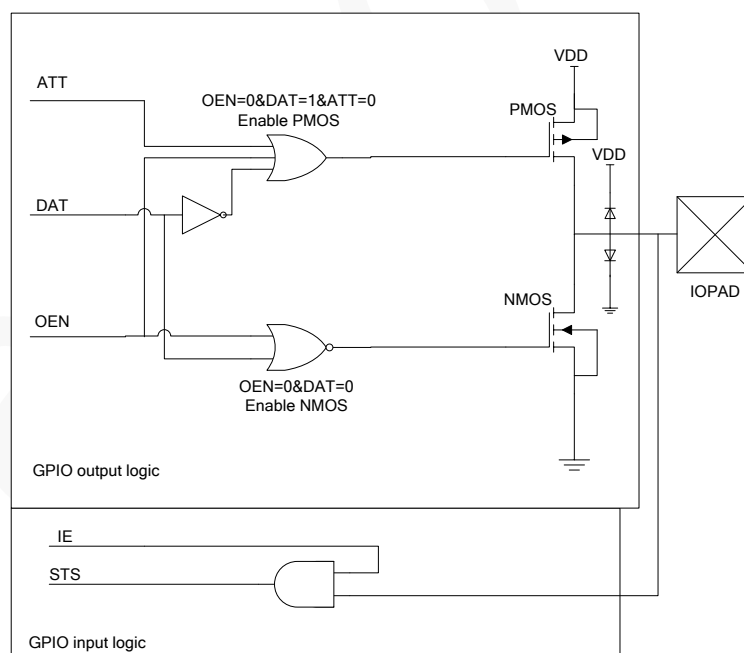 VDD
ATT
OEN=0&DAT=1&ATT=0
Enable PMOS
PMOS
VDD
DAT
IOPAD
NMOS
OEN
OEN=0&DAT=0
Enable NMOS
GPIO output logic
IE
STS
GPIO input logic